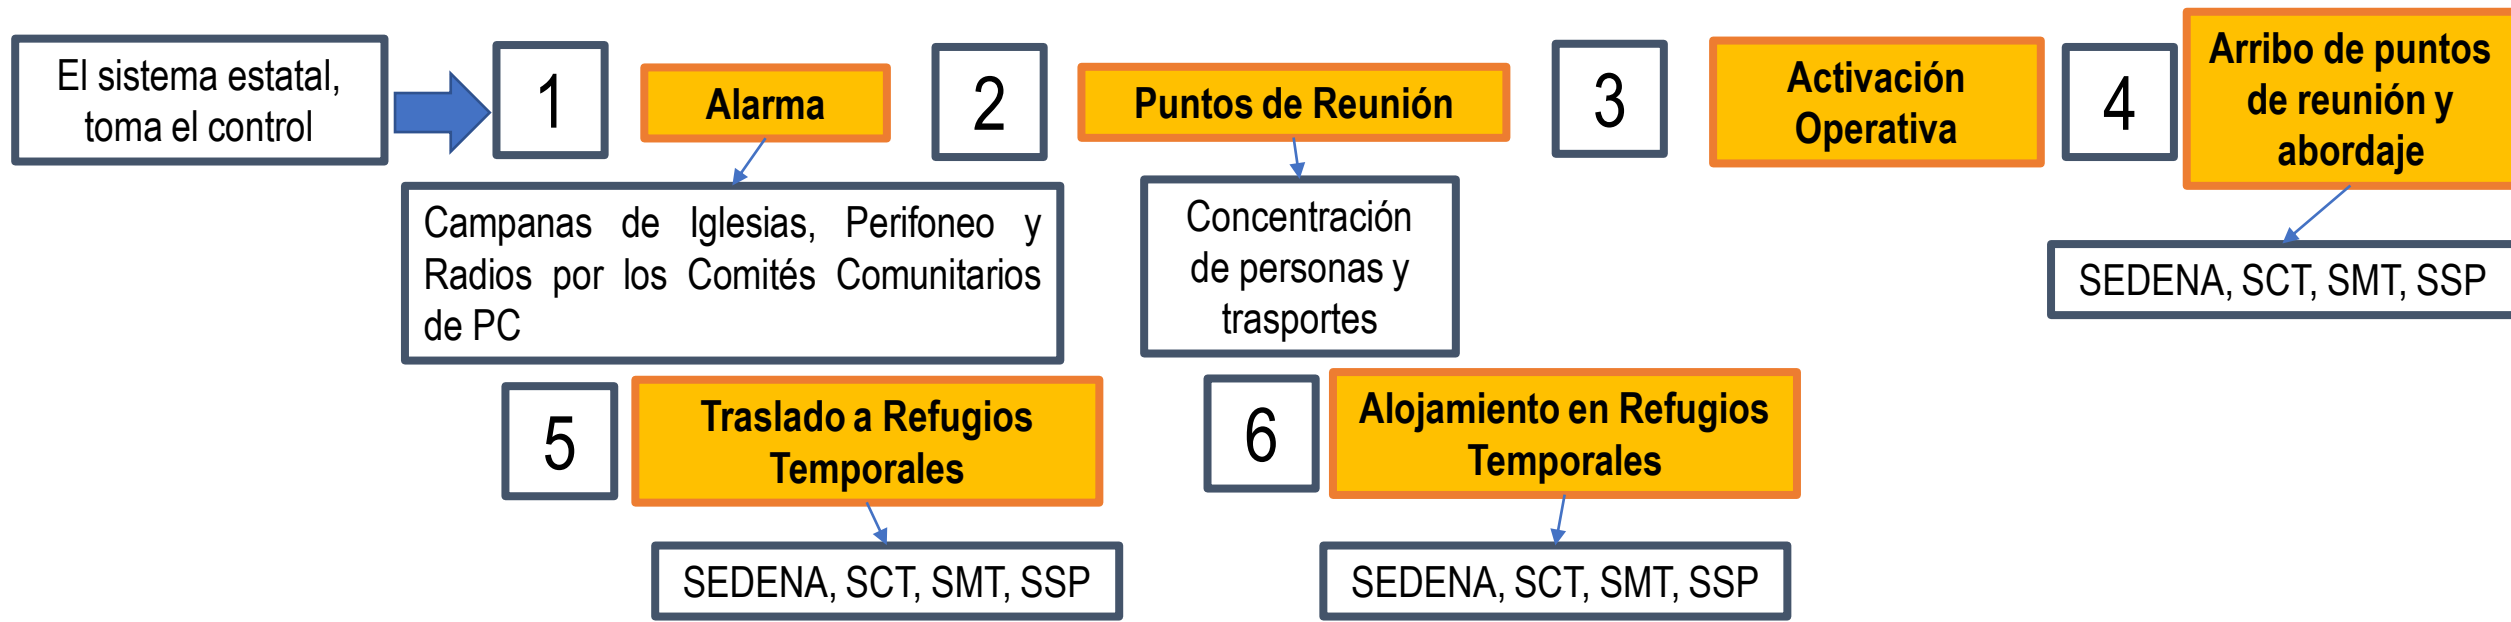 El sistema estatal,
toma el control
1
Alarma
Campanas de Iglesias, Perifoneo y
Radios por los Comités Comunitarios
de PC
2
Puntos de Reunión
Concentración
de personas y
trasportes
3
Activación
Operativa
4
Arribo de puntos
de reunión y
abordaje
SEDENA, SCT, SMT, SSP
5
Traslado a Refugios
Temporales
SEDENA, SCT, SMT, SSP
6
Alojamiento en Refugios
Temporales
SEDENA, SCT, SMT, SSP